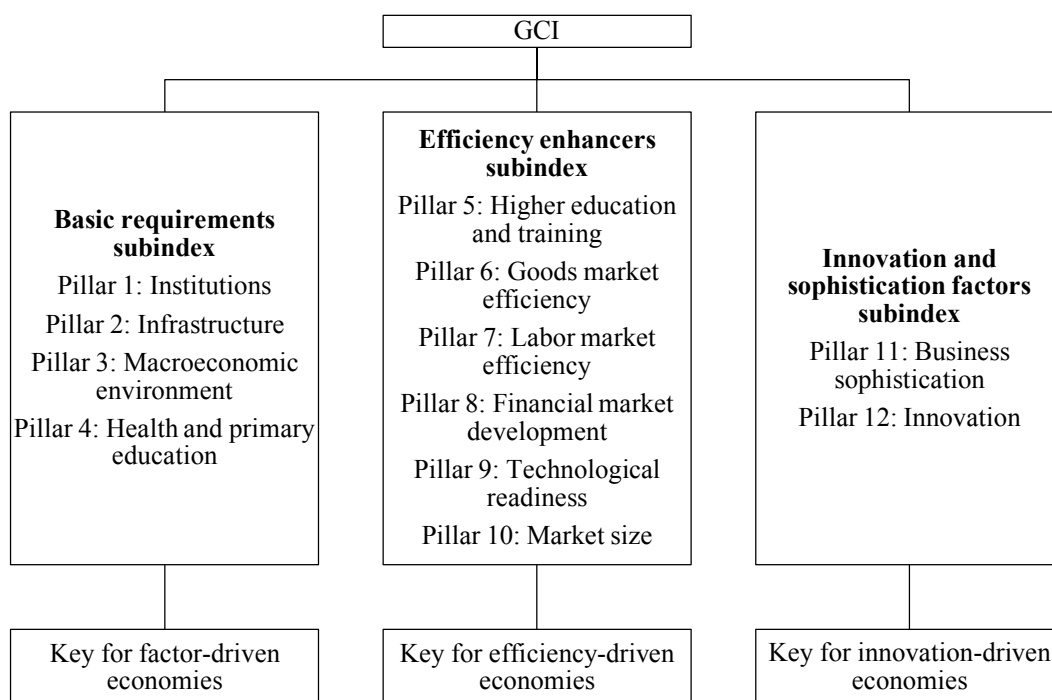 GCI
Basic requirements
subindex
Pillar 1: Institutions
Pillar 2: Infrastructure
Pillar 3: Macroeconomic
environment
Pillar 4: Health and primary
education
Efficiency enhancers
subindex
Pillar 5: Higher education
and training
Pillar 6: Goods market
efficiency
Pillar 7: Labor market
efficiency
Pillar 8: Financial market
development
Pillar 9: Technological
readiness
Pillar 10: Market size
Innovation and
sophistication factors
subindex
Pillar 11: Business
sophistication
Pillar 12: Innovation
Key for factor-driven
economies
Key for efficiency-driven
economies
Key for innovation-driven
economies